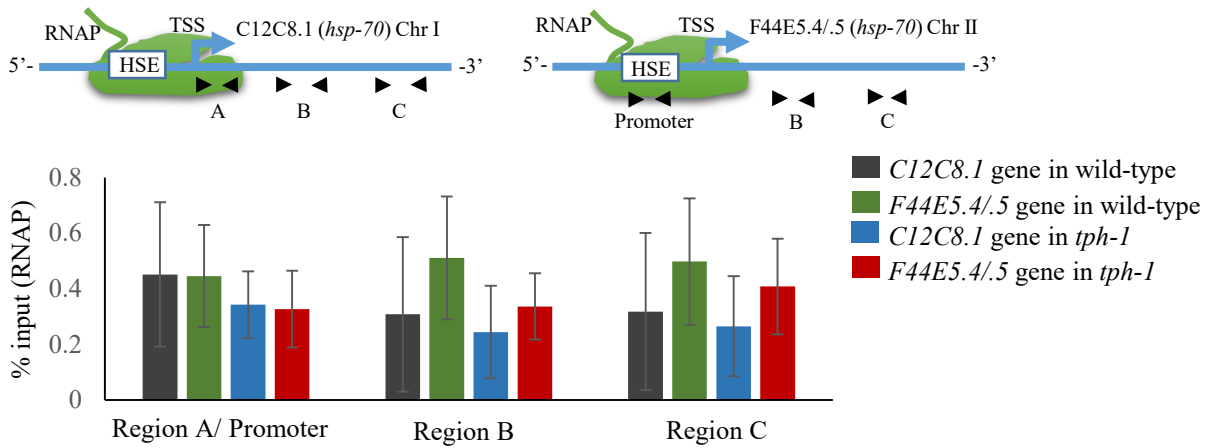 RNAP
TSS
C12C8.1 (hsp-70) Chr I
HSE
5’-
-3’
A
B
C
RNAP
TSS
F44E5.4/.5 (hsp-70) Chr II
HSE
5’-
-3’
Promoter
B
C
% input (RNAP)
0.8
0.6
0.4
0.2
0
Region A/ Promoter
Region B
Region C
C12C8.1 gene in wild-type
F44E5.4/.5 gene in wild-type
C12C8.1 gene in tph-1
F44E5.4/.5 gene in tph-1